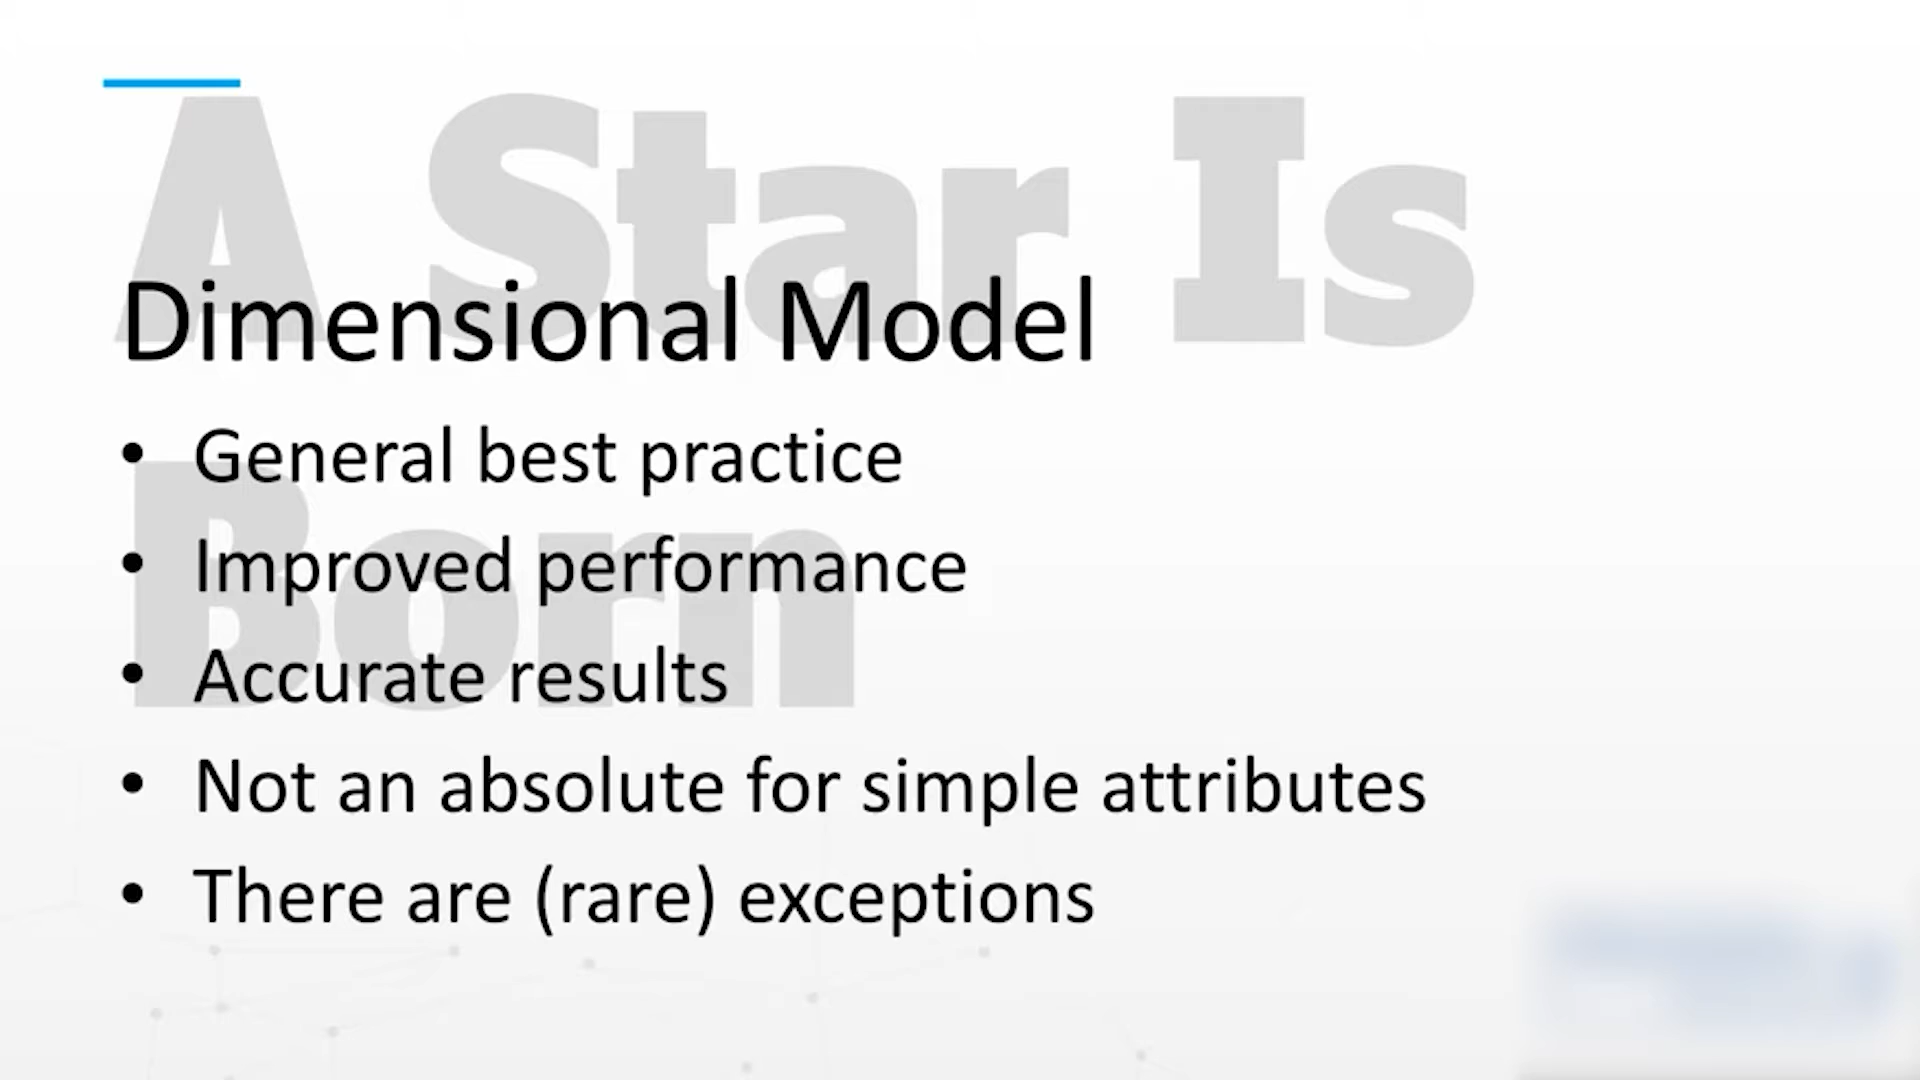 A Star Is
Born
Dimensional Model
• General best practice
• Improved performance
• Accurate results
• Not an absolute for simple attributes
• There are (rare) exceptions